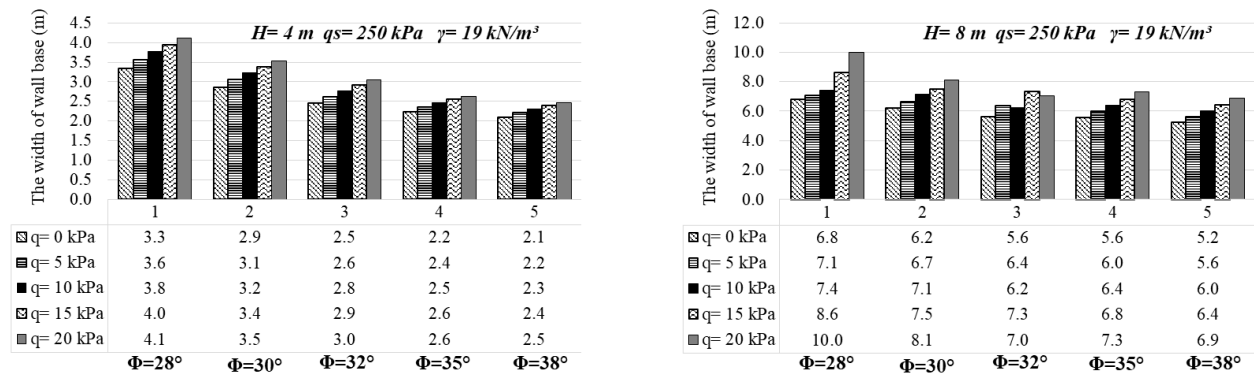 The width of wall base (m)
H= 4 m qs= 250 kPa γ= 19 kN/m³
4.5
4.0
3.5
3.0
2.5
2.0
1.5
1.0
0.5
0.0
1 2 3 4 5
q= 0 kPa 3.3 2.9 2.5 2.2 2.1
q= 5 kPa 3.6 3.1 2.6 2.4 2.2
q= 10 kPa 3.8 3.2 2.8 2.5 2.3
q= 15 kPa 4.0 3.4 2.9 2.6 2.4
q= 20 kPa 4.1 3.5 3.0 2.6 2.5
Φ=28° Φ=30° Φ=32° Φ=35° Φ=38°
The width of wall base (m)
H= 8 m qs= 250 kPa γ= 19 kN/m³
12.0
10.0
8.0
6.0
4.0
2.0
0.0
1 2 3 4 5
q= 0 kPa 6.8 6.2 5.6 5.6 5.2
q= 5 kPa 7.1 6.7 6.4 6.0 5.6
q= 10 kPa 7.4 7.1 6.2 6.4 6.0
q= 15 kPa 8.6 7.5 7.3 6.8 6.4
q= 20 kPa 10.0 8.1 7.0 7.3 6.9
Φ=28° Φ=30° Φ=32° Φ=35° Φ=38°